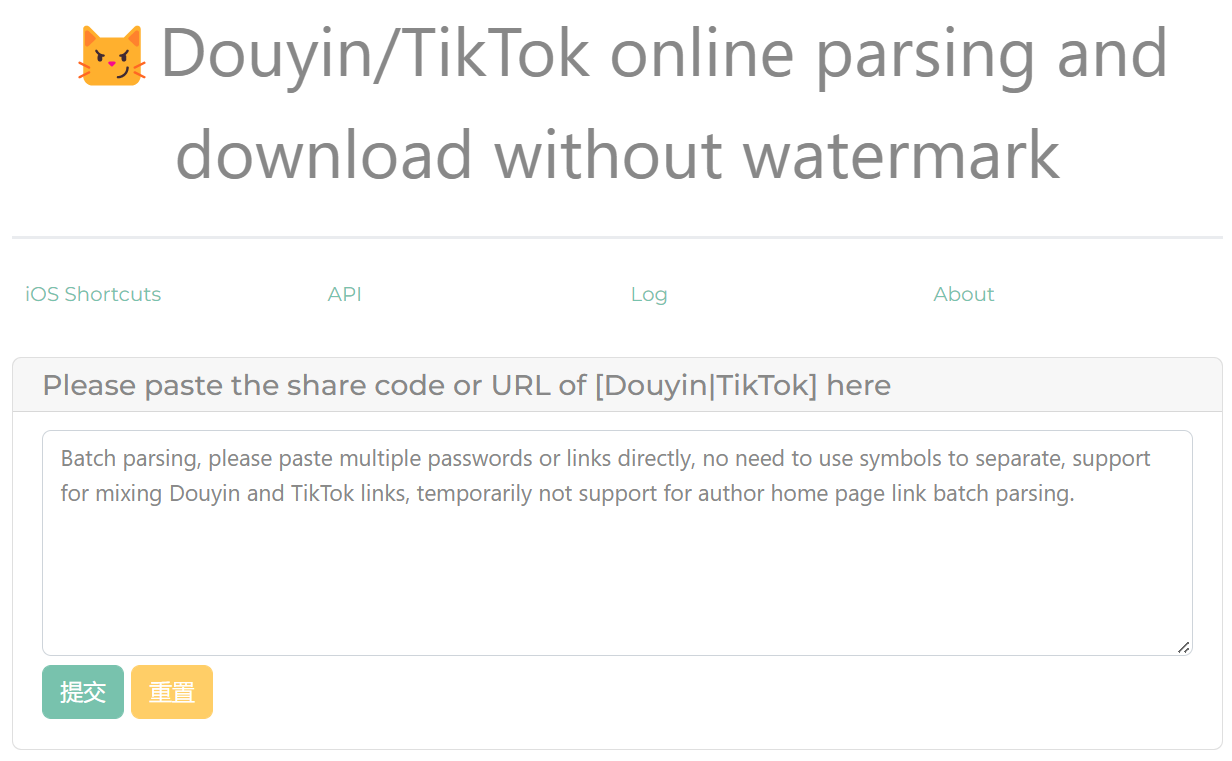 Douyin/TikTok online parsing and
download without watermark
iOS Shortcuts API Log About
Please paste the share code or URL of [Douyin|TikTok] here
Batch parsing, please paste multiple passwords or links directly, no need to use symbols to separate, support
for mixing Douyin and TikTok links, temporarily not support for author home page link batch parsing.
提交 重置